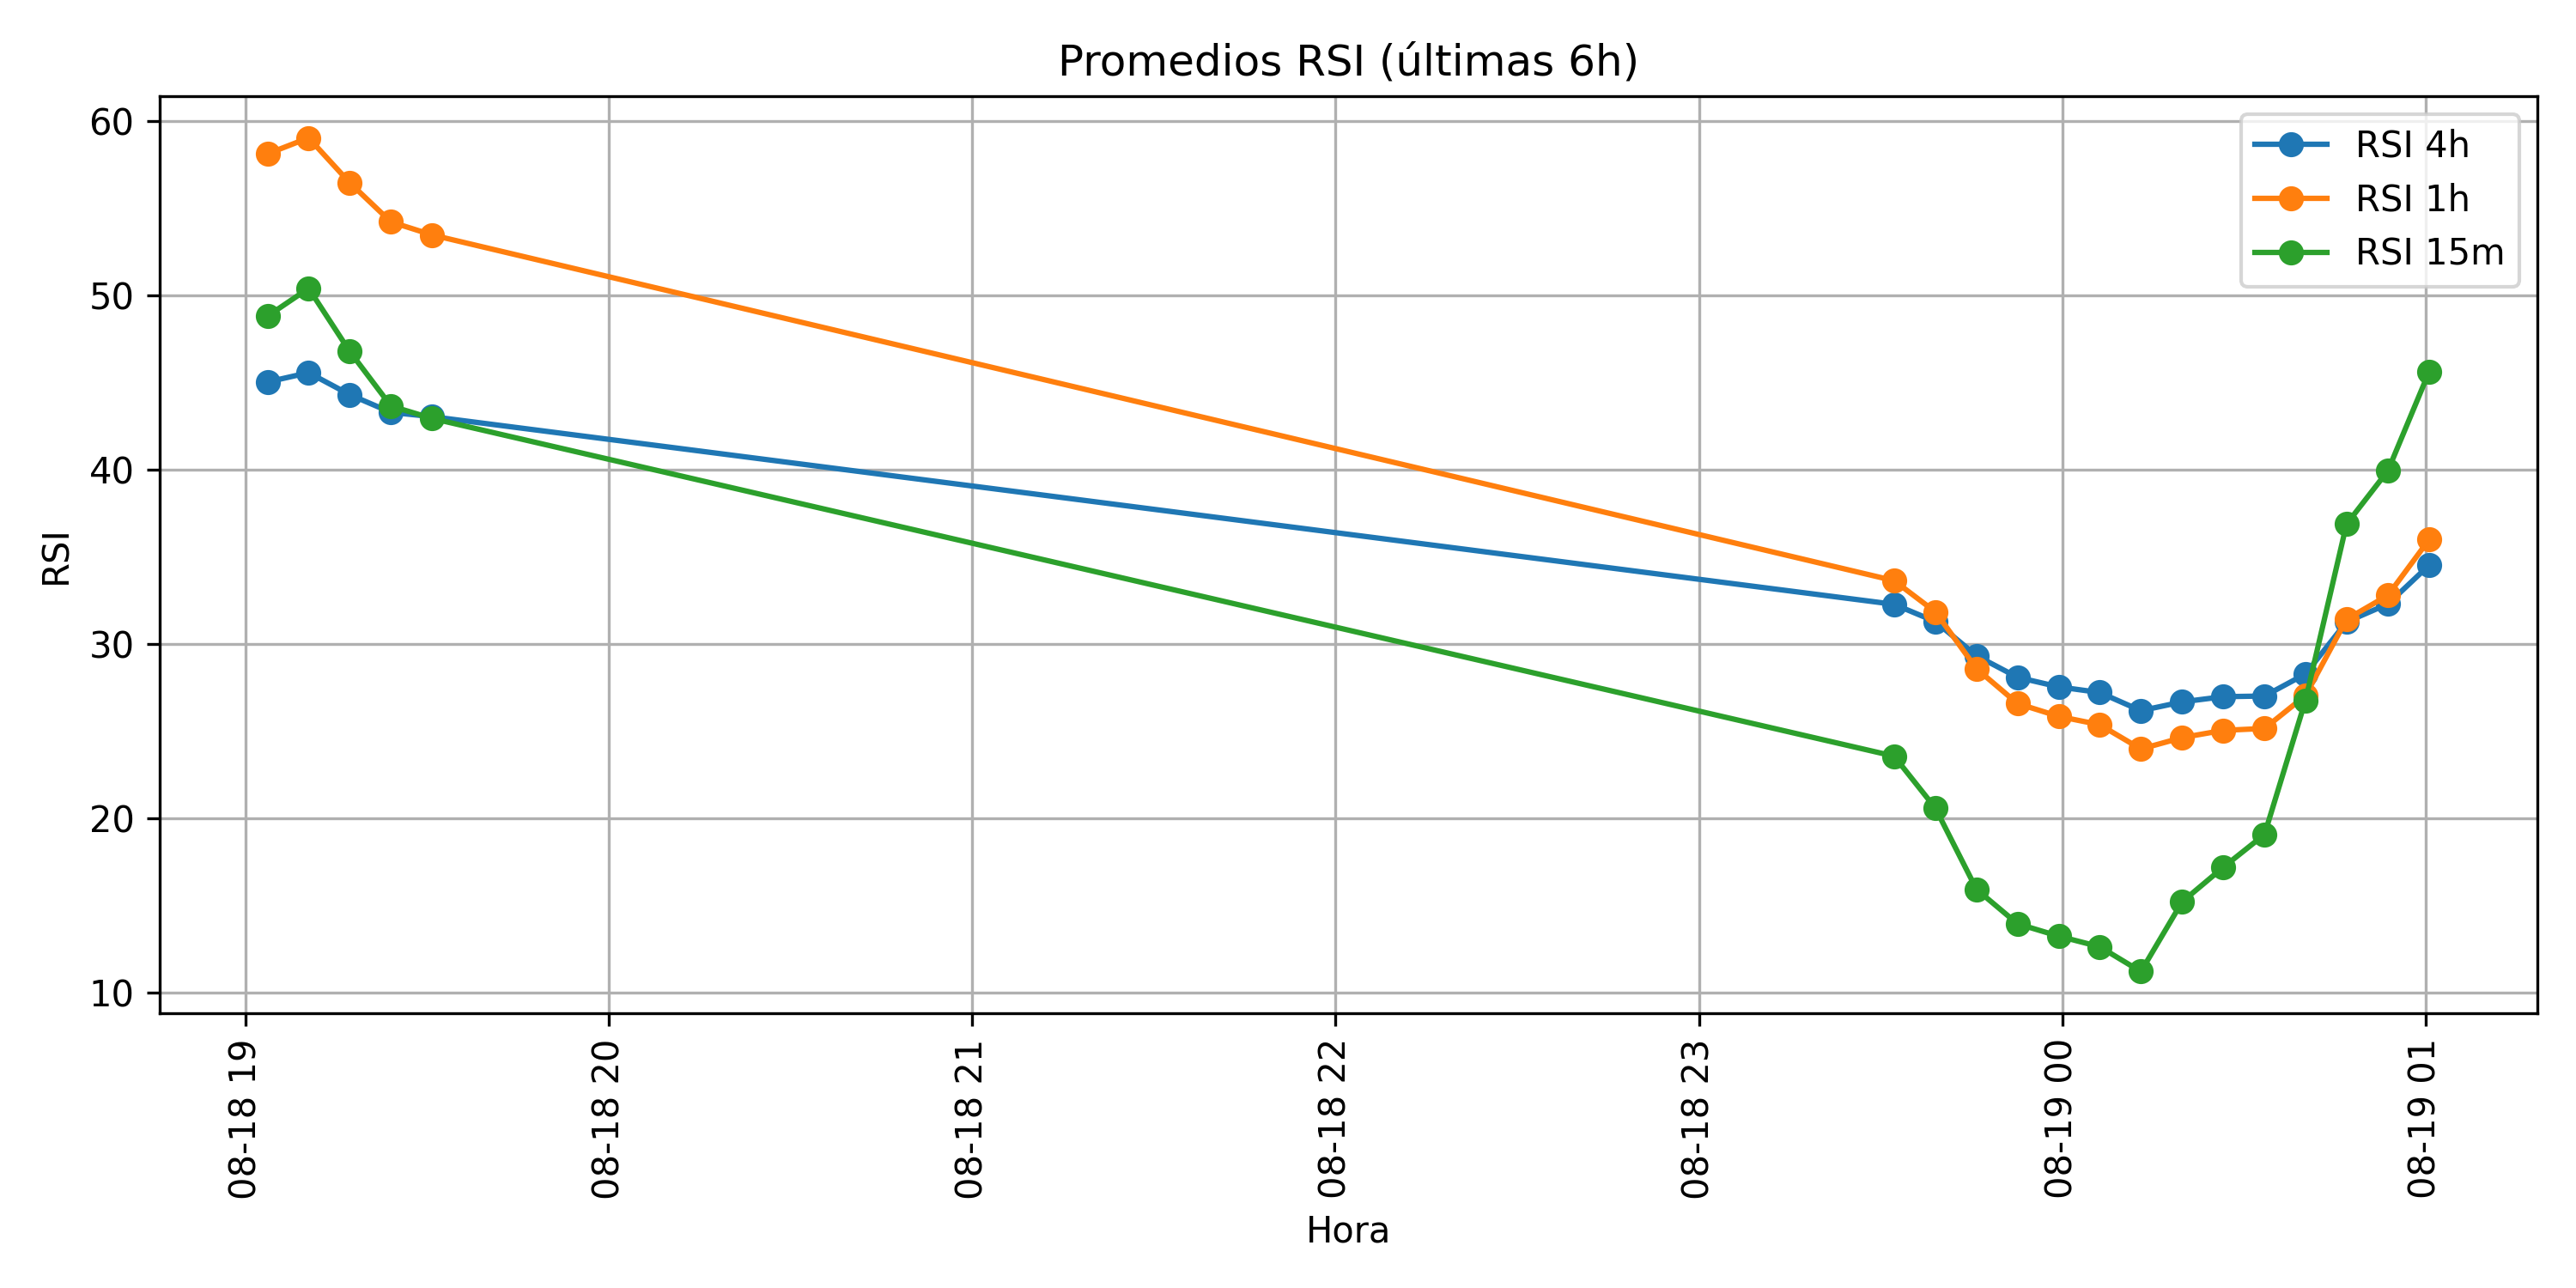 Promedios RSI (últimas 6h)
60
50
40
30
20
10
RSI
RSI 4h
RSI 1h
RSI 15m
08-18 19
08-18 20
08-18 21
08-18 22
08-18 23
08-19 00
08-19 01
Hora